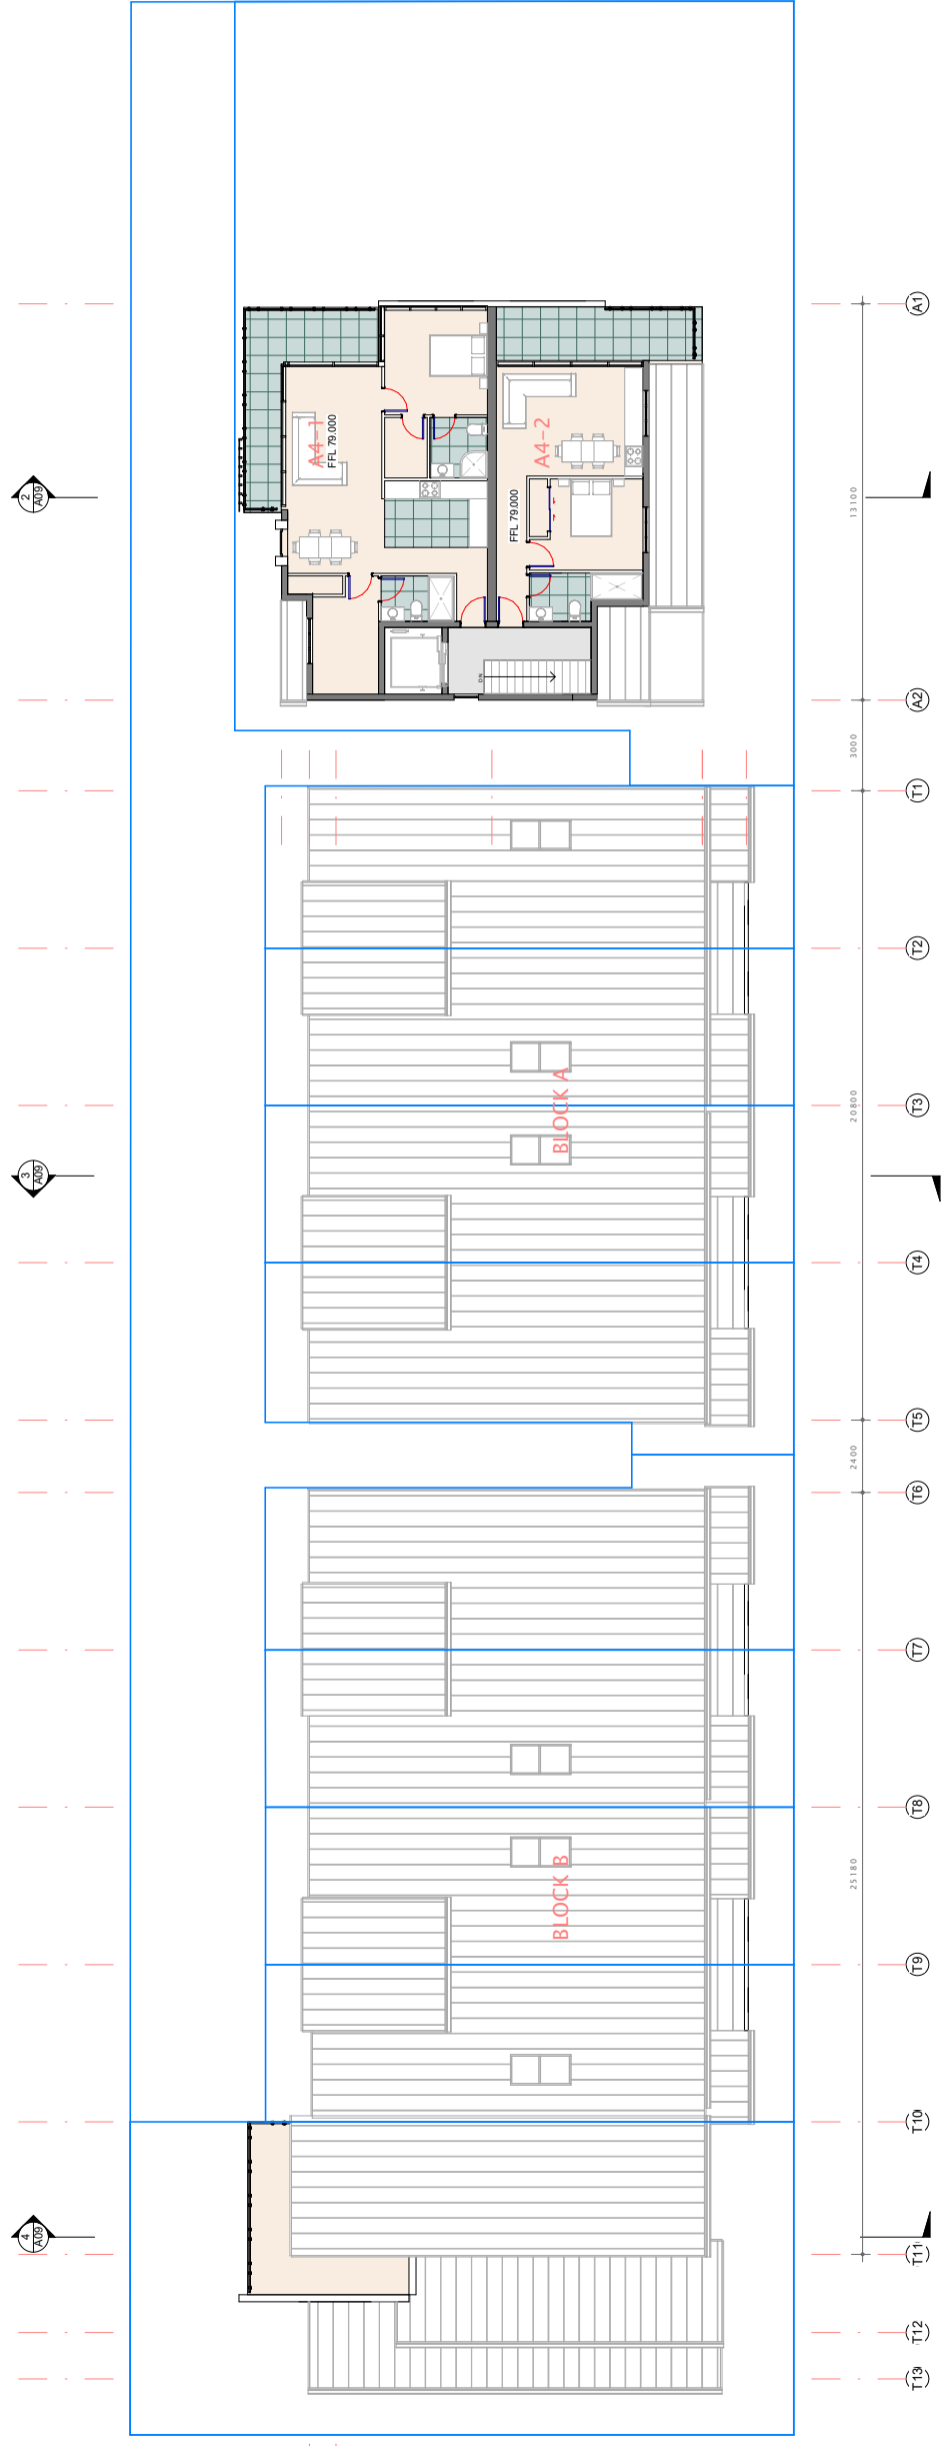 A1
A4-1
FFL 79.000
A4-2
2
A09
13100
FFL 79.000
DN
A2
3000
T1
T2
BLOCK A
T3
20800
3
A09
T4
T5
2400
T6
T7
T8
BLOCK B
25180
T9
T10
4
A09
T11
T12
T13